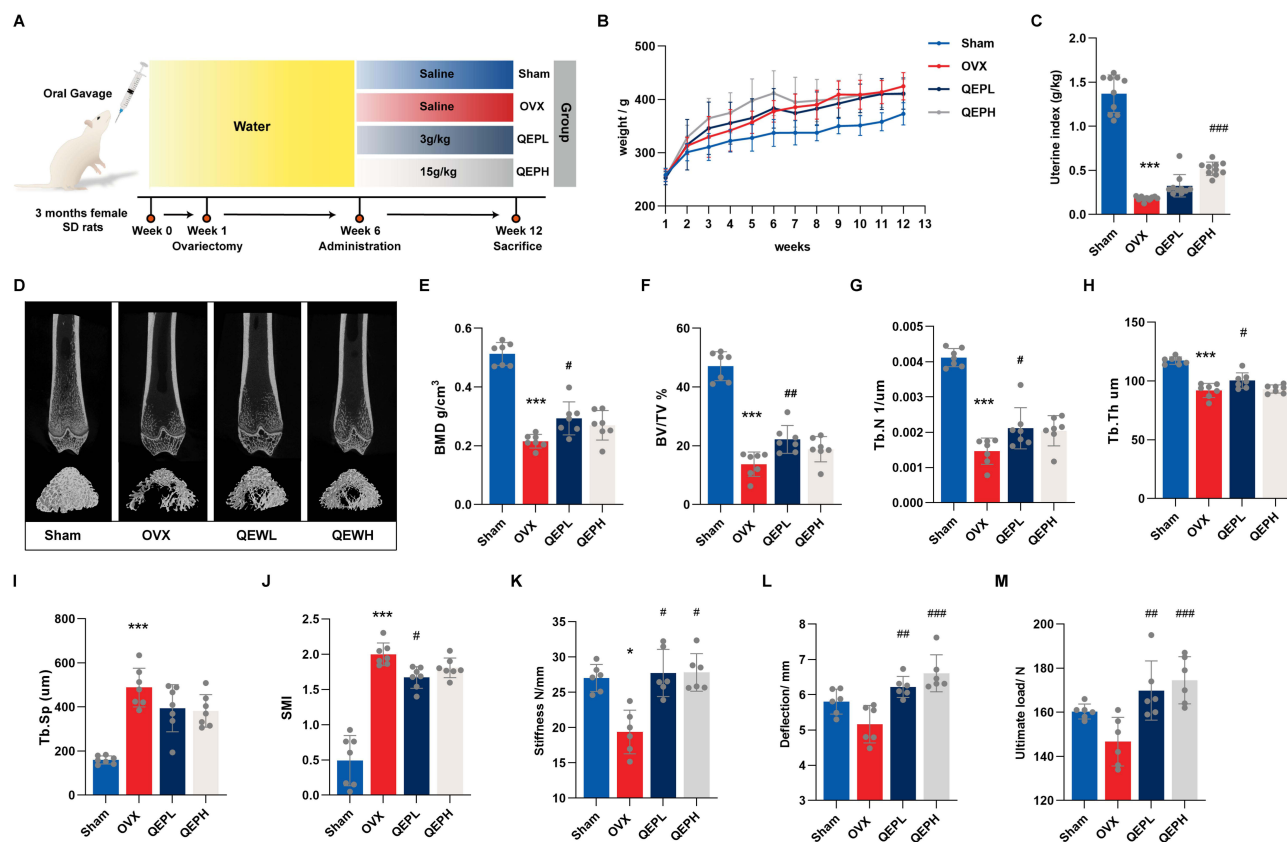 A
Oral Gavage
Water
Saline
Sham
Saline
OVX
3g/kg
QEPL
15g/kg
QEPH
Group
3 months female
SD rats
Week 0
Week 1
Ovariectomy
Week 6
Administration
Week 12
Sacrifice
B
weight / g
500
400
300
200
1 2 3 4 5 6 7 8 9 10 11 12 13
weeks
Sham
OVX
QEPL
QEPH
C
Uterine index (g/kg)
2.0
1.5
1.0
0.5
0.0
***
###
Sham OVX QEPL QEPH
D
Sham OVX QEWL QEWH
E
BMD g/cm³
0.6
0.4
0.2
0.0
***
#
Sham OVX QEPL QEPH
F
BV/TV %
60
40
20
0
***
##
Sham OVX QEPL QEPH
G
Tb.N 1/um
0.005
0.004
0.003
0.002
0.001
0.000
***
#
Sham OVX QEPL QEPH
H
Tb.Th um
150
100
50
0
***
#
Sham OVX QEPL QEPH
I
Tb.Sp (um)
800
600
400
200
0
***
Sham OVX QEPL QEPH
J
SMI
2.5
2.0
1.5
1.0
0.5
0.0
***
#
Sham OVX QEPL QEPH
K
Stiffness N/mm
40
35
30
25
20
15
10
*
#
#
Sham OVX QEPL QEPH
L
Deflection/ mm
8
7
6
5
4
3
##
###
Sham OVX QEPL QEPH
M
Ultimate load/ N
200
180
160
140
120
##
###
Sham OVX QEPL QEPH